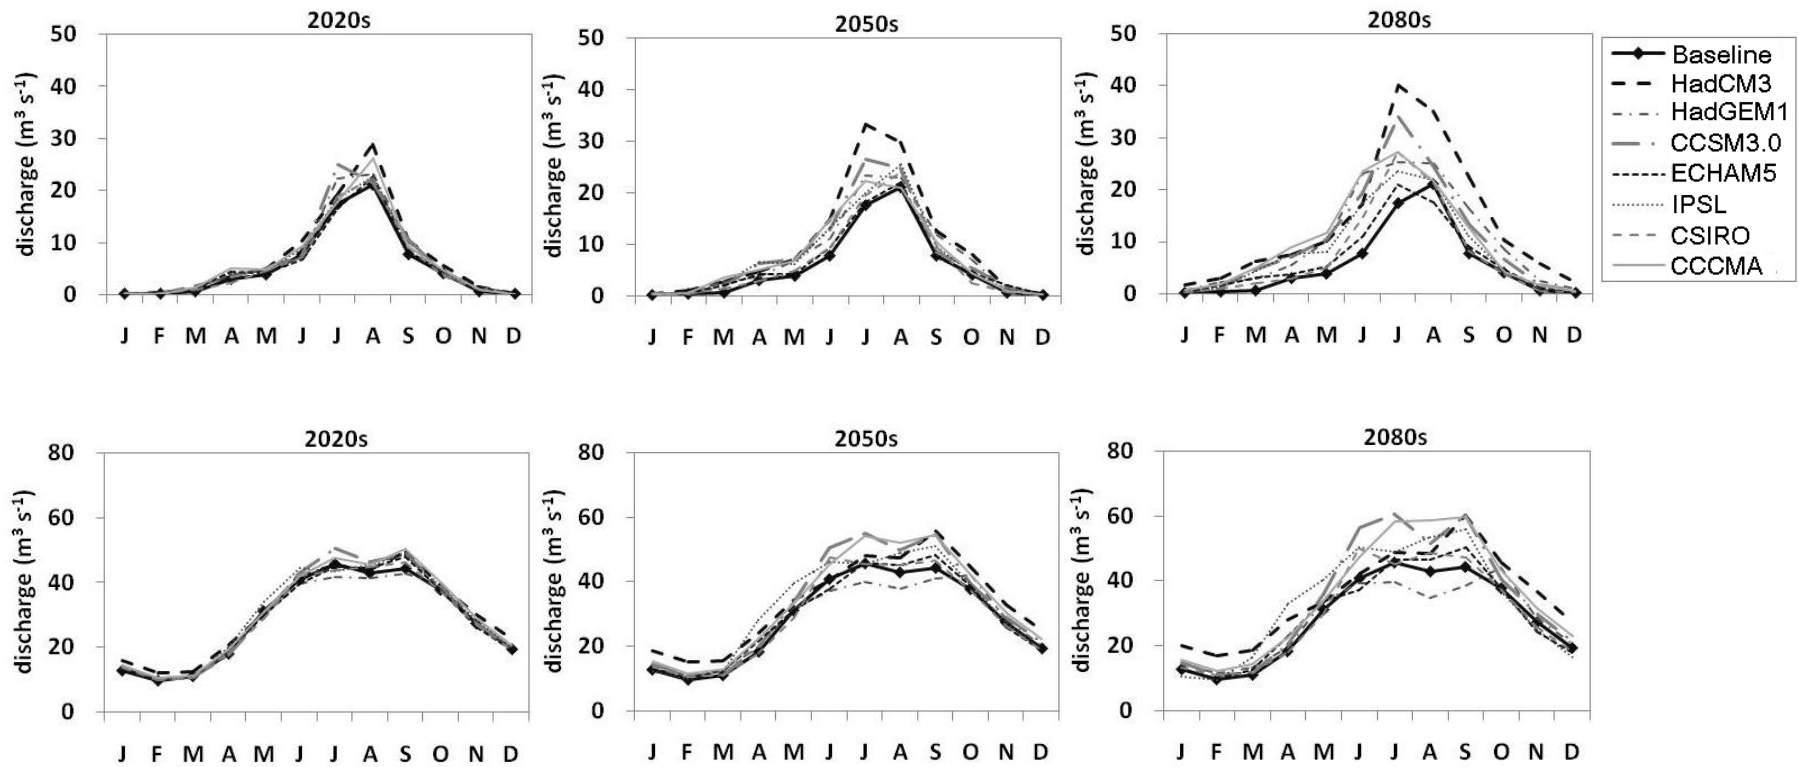 2020s
50
40
30
20
10
0
discharge (m³ s⁻¹)
J F M A M J J A S O N D
2050s
50
40
30
20
10
0
discharge (m³ s⁻¹)
J F M A M J J A S O N D
2080s
50
40
30
20
10
0
discharge (m³ s⁻¹)
J F M A M J J A S O N D
Baseline
HadCM3
HadGEM1
CCSM3.0
ECHAM5
IPSL
CSIRO
CCCMA
2020s
80
60
40
20
0
discharge (m³ s⁻¹)
J F M A M J J A S O N D
2050s
80
60
40
20
0
discharge (m³ s⁻¹)
J F M A M J J A S O N D
2080s
80
60
40
20
0
discharge (m³ s⁻¹)
J F M A M J J A S O N D